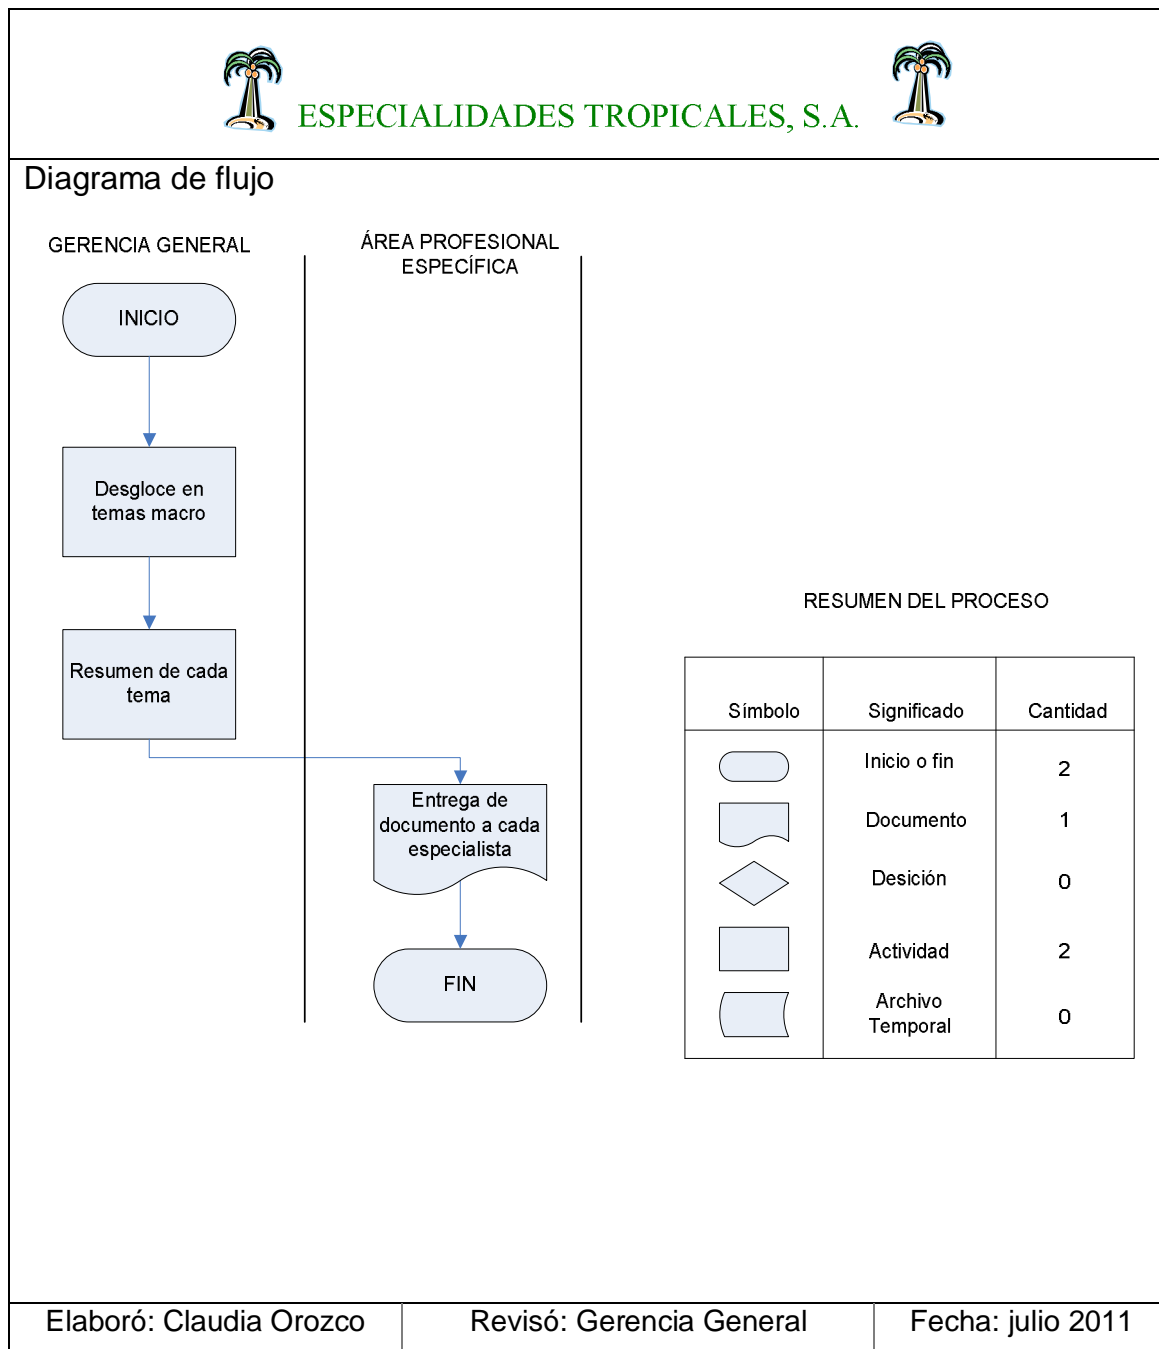 ESPECIALIDADES TROPICALES, S.A.
Diagrama de flujo
GERENCIA GENERAL
ÁREA PROFESIONAL
ESPECÍFICA
INICIO
Desgloce en
temas macro
Resumen de cada
tema
Entrega de
documento a cada
especialista
FIN
RESUMEN DEL PROCESO
Símbolo Significado Cantidad
Inicio o fin 2
Documento 1
Desición 0
Actividad 2
Archivo
Temporal 0
Elaboró: Claudia Orozco Revisó: Gerencia General Fecha: julio 2011